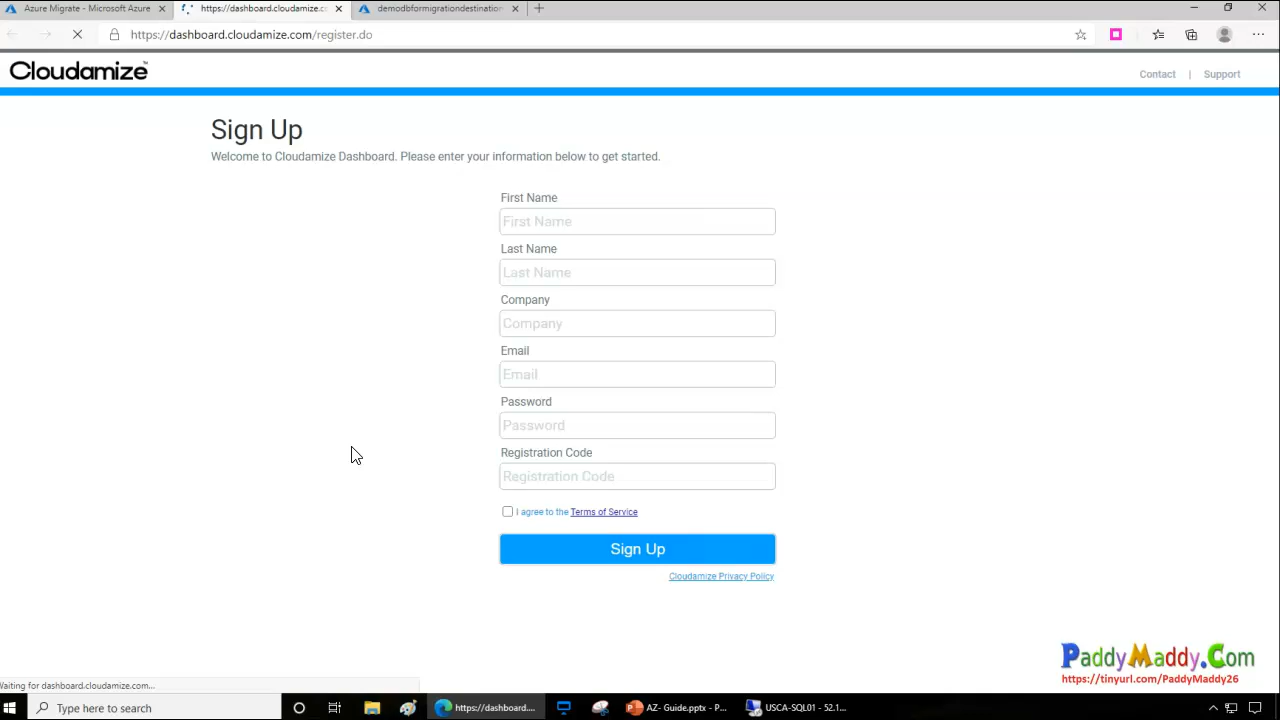 Azure Migrate - Microsoft Azure
https://dashboard.cloudamize.c
demodbformigrationdestination
https://dashboard.cloudamize.com/register.do
Cloudamize
Contact | Support
Sign Up
Welcome to Cloudamize Dashboard. Please enter your information below to get started.
First Name
First Name
Last Name
Last Name
Company
Company
Email
Email
Password
Password
Registration Code
Registration Code
I agree to the Terms of Service
Sign Up
Cloudamize Privacy Policy
PaddyMaddy.Com
https://tinyurl.com/PaddyMaddy26
Waiting for dashboard.cloudamize.com...
Type here to search
https://dashboard....
AZ- Guide.pptx - P...
USCA-SQL01 - 52.1...